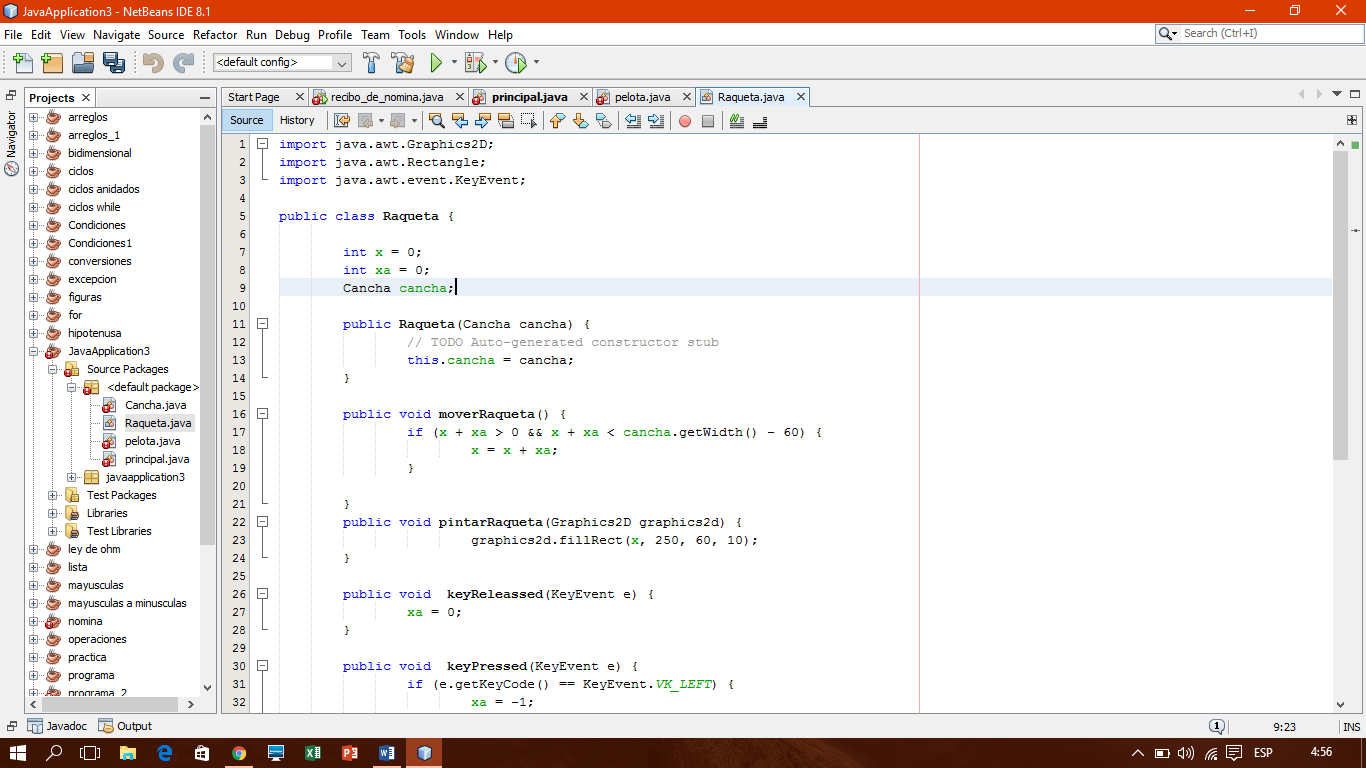 JavaApplication3 - NetBeans IDE 8.1
File Edit View Navigate Source Refactor Run Debug Profile Team Tools Window Help
Search (Ctrl+I)
<default config>
Navigator
Projects
arreglos
arreglos_1
bidimensional
ciclos
ciclos anidados
ciclos while
Condiciones
Condiciones1
conversiones
excepcion
figuras
for
hipotenusa
JavaApplication3
Source Packages
<default package>
Cancha.java
Raqueta.java
pelota.java
principal.java
javaapplication3
Test Packages
Libraries
Test Libraries
ley de ohm
lista
mayusculas
mayusculas a minusculas
nomina
operaciones
practica
programa
programa_2
Start Page recibo_de_nomina.java principal.java pelota.java Raqueta.java
Source History
1 import java.awt.Graphics2D;
2 import java.awt.Rectangle;
3 import java.awt.event.KeyEvent;
4
5 public class Raqueta {
6
7 int x = 0;
8 int xa = 0;
9 Cancha cancha;
10
11 public Raqueta(Cancha cancha) {
12 // TODO Auto-generated constructor stub
13 this.cancha = cancha;
14 }
15
16 public void moverRaqueta() {
17 if (x + xa > 0 && x + xa < cancha.getWidth() - 60) {
18 x = x + xa;
19 }
20
21 }
22 public void pintarRaqueta(Graphics2D graphics2d) {
23 graphics2d.fillRect(x, 250, 60, 10);
24 }
25
26 public void  keyReleassed(KeyEvent e) {
27 xa = 0;
28 }
29
30 public void  keyPressed(KeyEvent e) {
31 if (e.getKeyCode() == KeyEvent.VK_LEFT) {
32 xa = -1;
Javadoc Output
1
9:23
INS
ESP
4:56